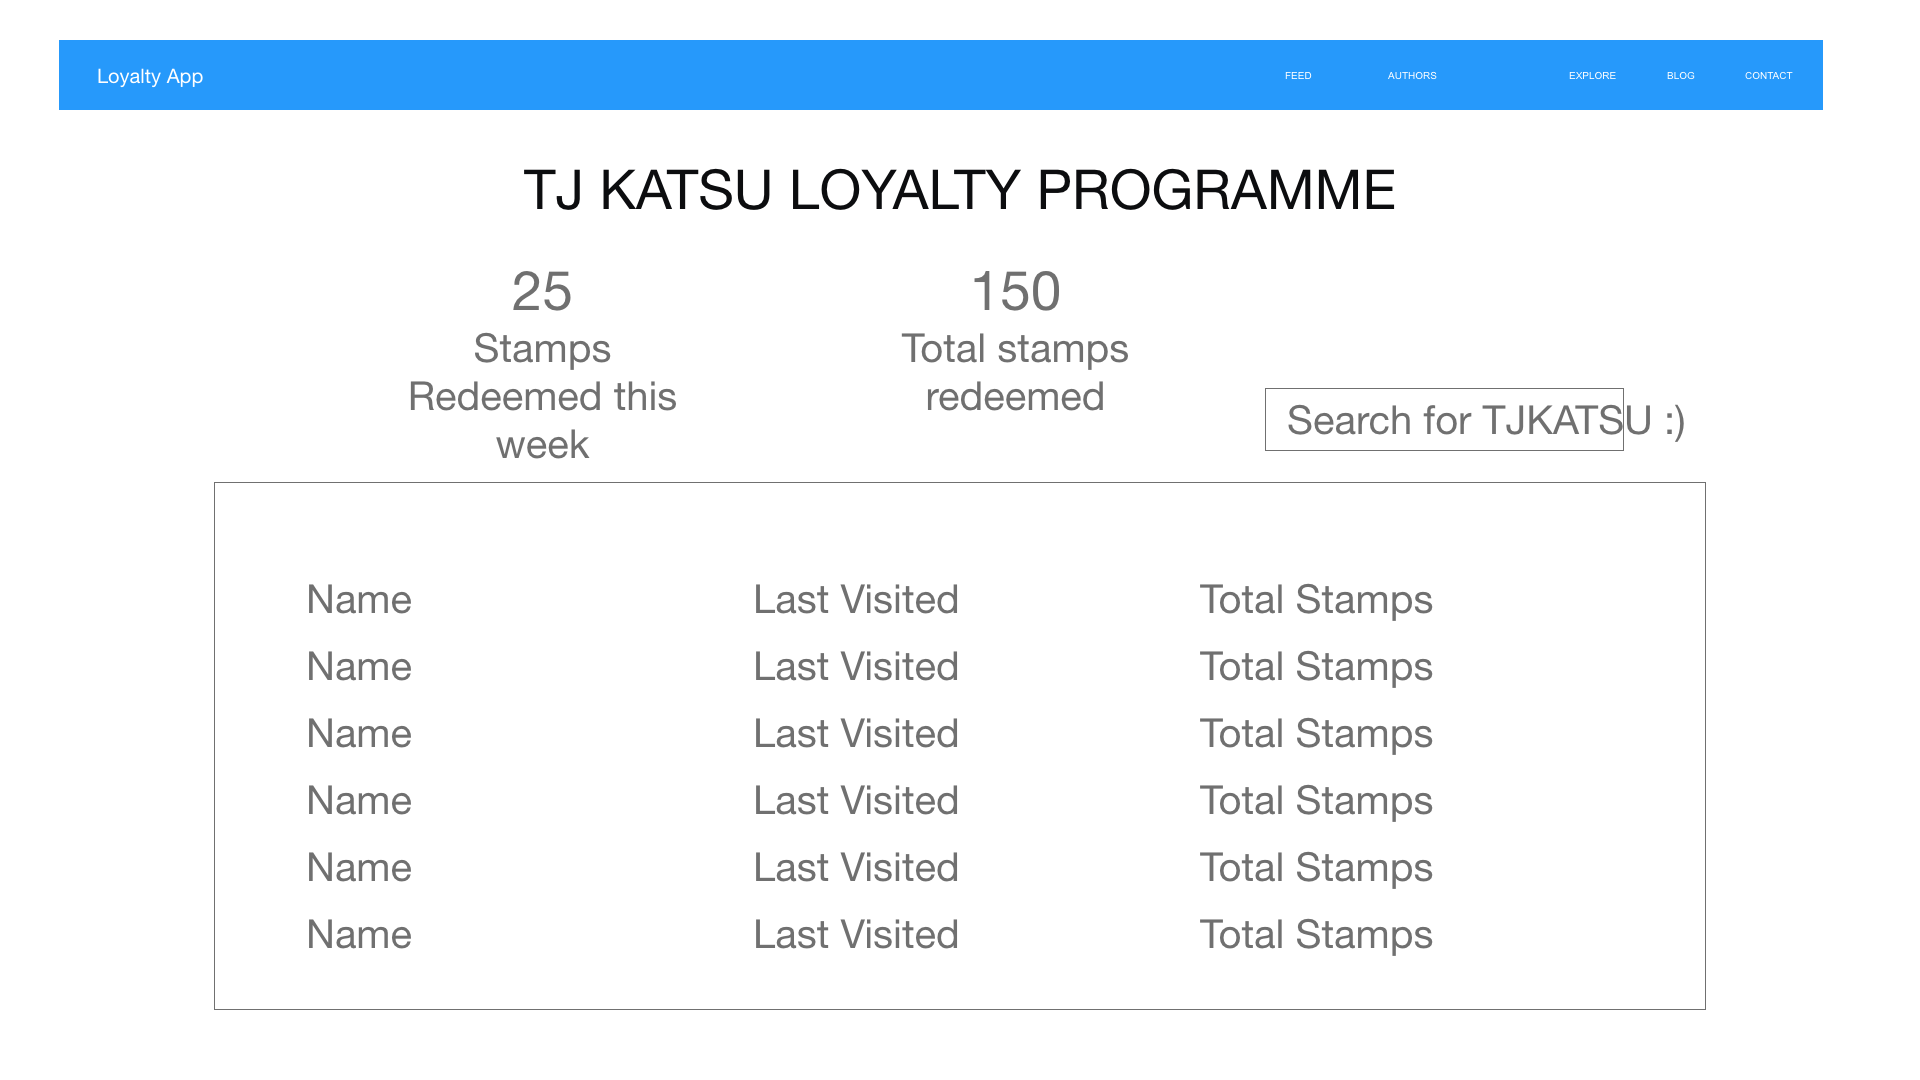 Loyalty App FEED AUTHORS EXPLORE BLOG CONTACT
TJ KATSU LOYALTY PROGRAMME
25
Stamps
Redeemed this
week
150
Total stamps
redeemed
Search for TJKATSU :)
Name Last Visited Total Stamps
Name Last Visited Total Stamps
Name Last Visited Total Stamps
Name Last Visited Total Stamps
Name Last Visited Total Stamps
Name Last Visited Total Stamps